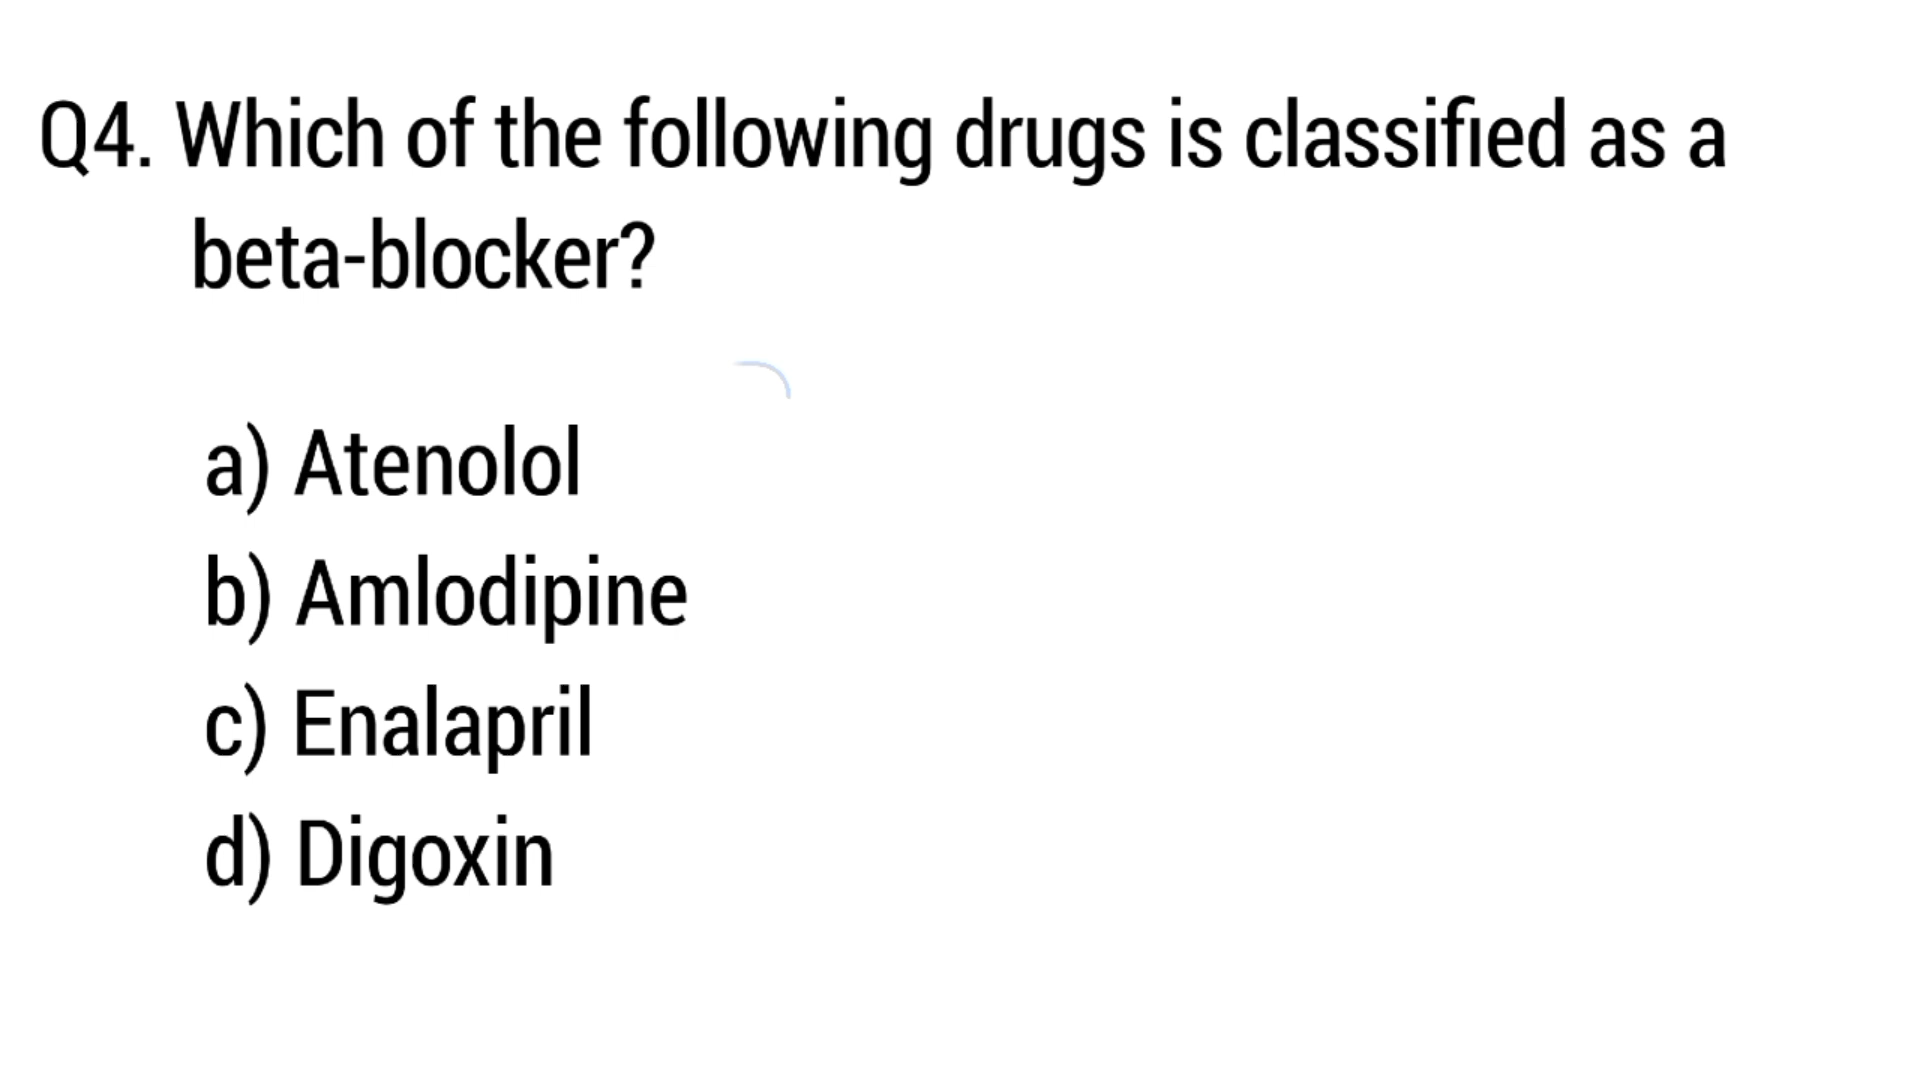 Q4. Which of the following drugs is classified as a
beta-blocker?
a) Atenolol
b) Amlodipine
c) Enalapril
d) Digoxin